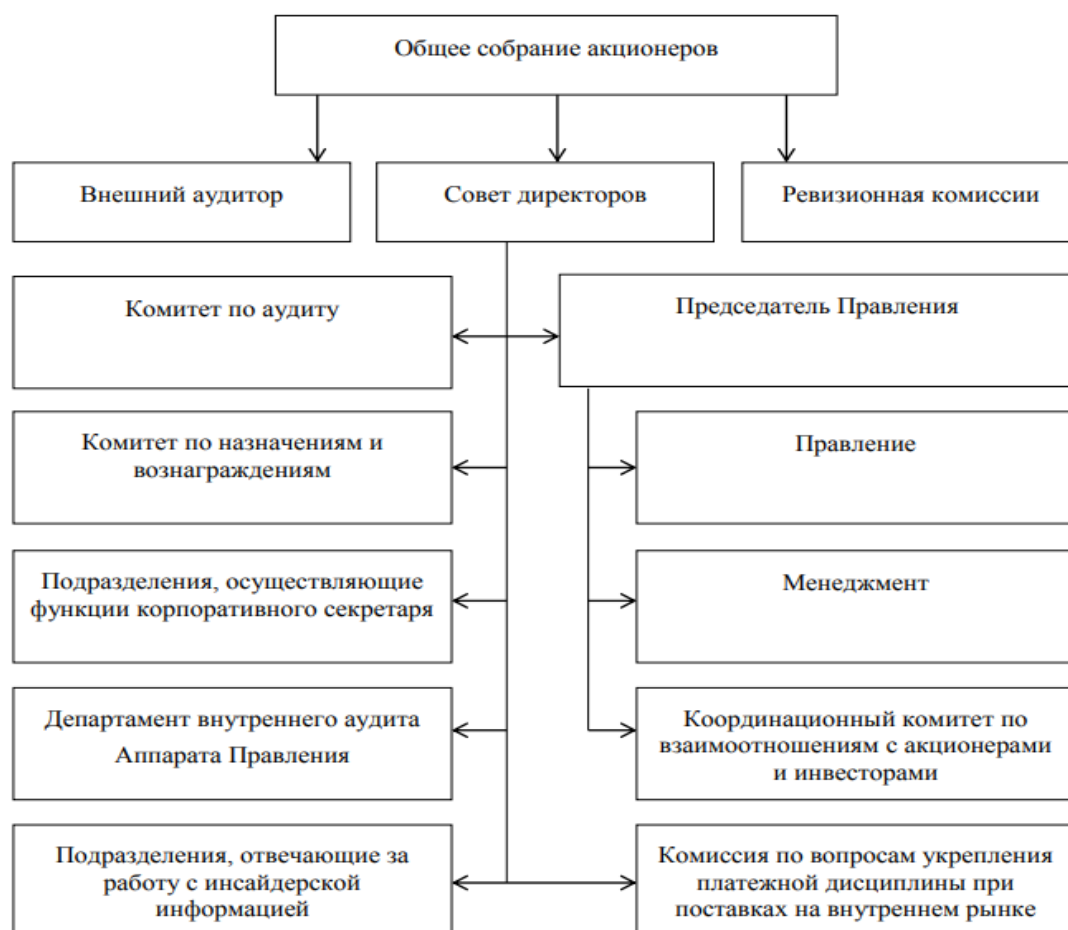 Общее собрание акционеров
Внешний аудитор
Совет директоров
Ревизионная комиссии
Комитет по аудиту
Председатель Правления
Комитет по назначениям и
вознаграждениям
Правление
Подразделения, осуществляющие
функции корпоративного секретаря
Менеджмент
Департамент внутреннего аудита
Аппарата Правления
Координационный комитет по
взаимоотношениям с акционерами
и инвесторами
Подразделения, отвечающие за
работу с инсайдерской
информацией
Комиссия по вопросам укрепления
платежной дисциплины при
поставках на внутреннем рынке